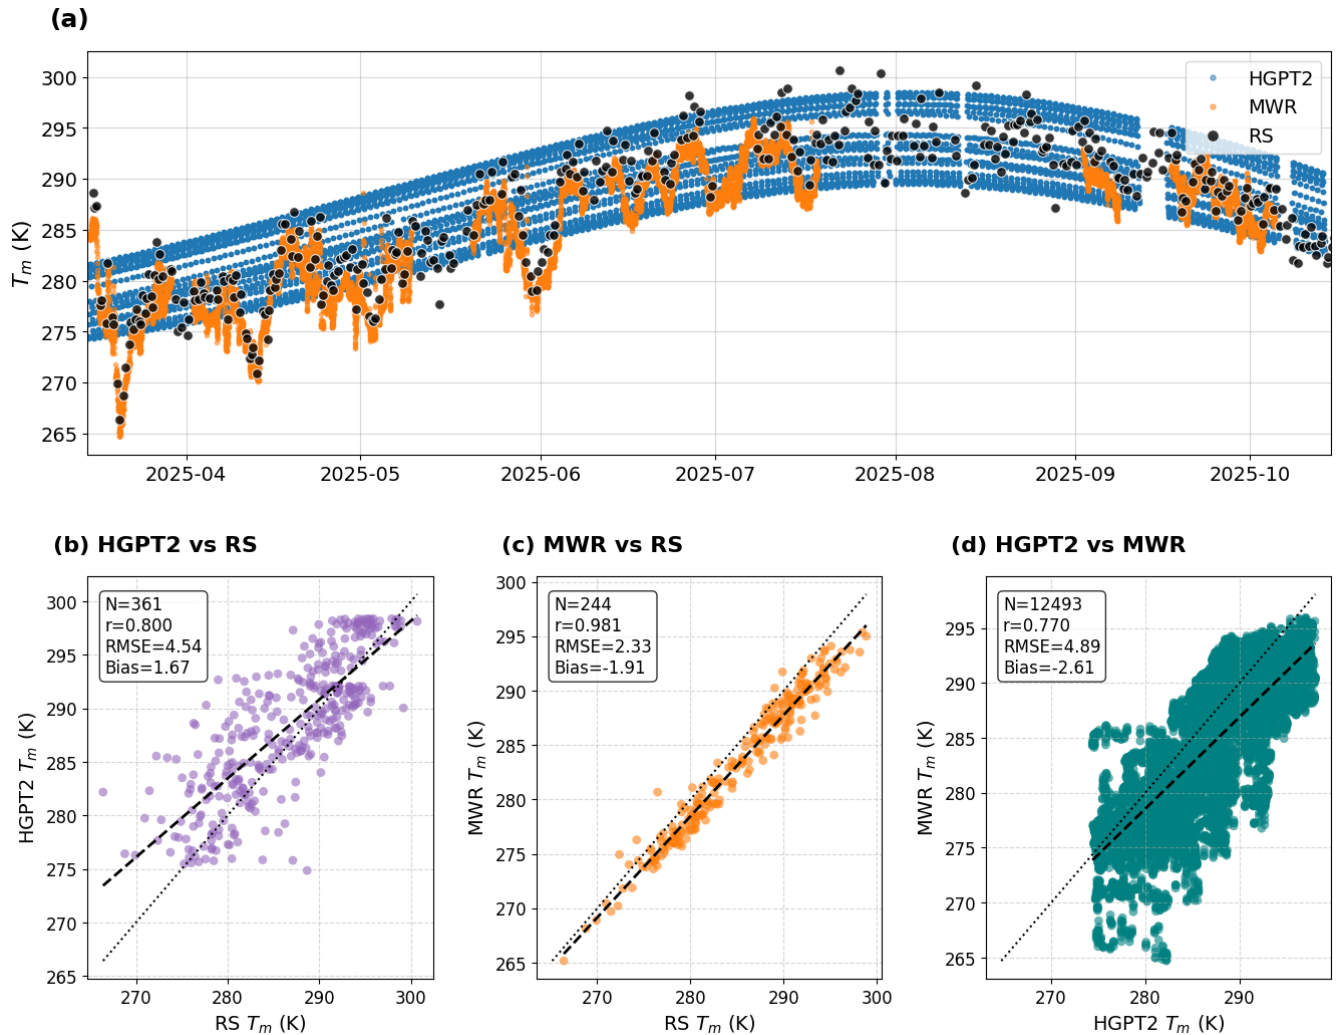 (a)
300
295
290
285
280
275
270
265
T_m (K)
HGPT2
MWR
RS
2025-04
2025-05
2025-06
2025-07
2025-08
2025-09
2025-10
(b) HGPT2 vs RS
N=361
r=0.800
RMSE=4.54
Bias=1.67
300
295
290
285
280
275
270
265
HGPT2 T_m (K)
270
280
290
300
RS T_m (K)
(c) MWR vs RS
N=244
r=0.981
RMSE=2.33
Bias=-1.91
300
295
290
285
280
275
270
265
MWR T_m (K)
270
280
290
300
RS T_m (K)
(d) HGPT2 vs MWR
N=12493
r=0.770
RMSE=4.89
Bias=-2.61
295
290
285
280
275
270
265
MWR T_m (K)
270
280
290
HGPT2 T_m (K)